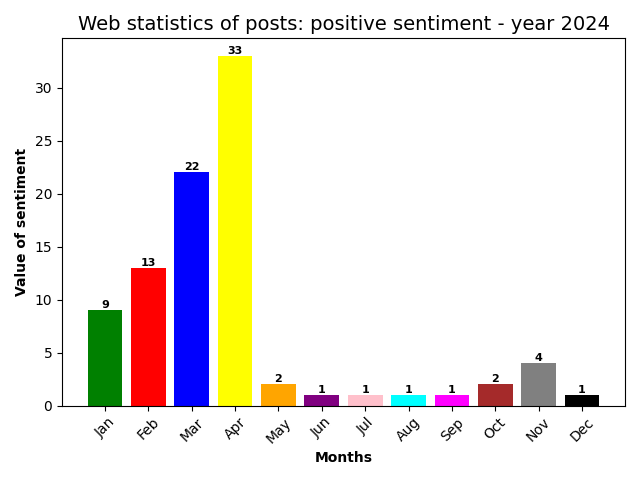 Web statistics of posts: positive sentiment - year 2024
Value of sentiment
30
25
20
15
10
5
0
9
13
22
33
2
1
1
1
1
2
4
1
Jan
Feb
Mar
Apr
May
Jun
Jul
Aug
Sep
Oct
Nov
Dec
Months